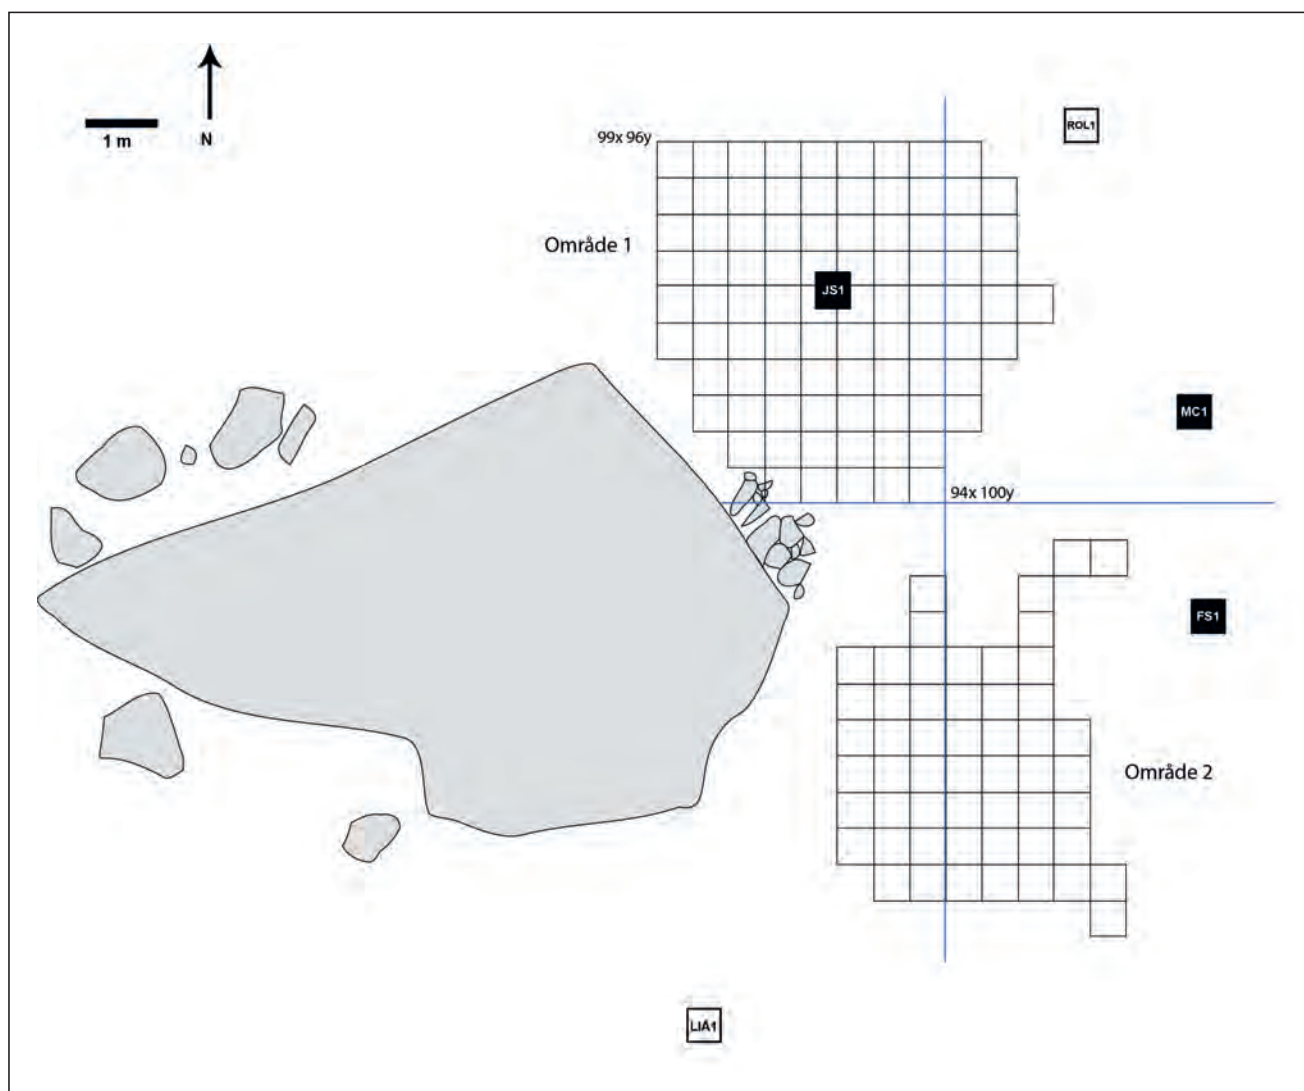 ROL1
1 m
N
99x 96y
Område 1
JS1
MC1
94x 100y
FS1
Område 2
LIA1